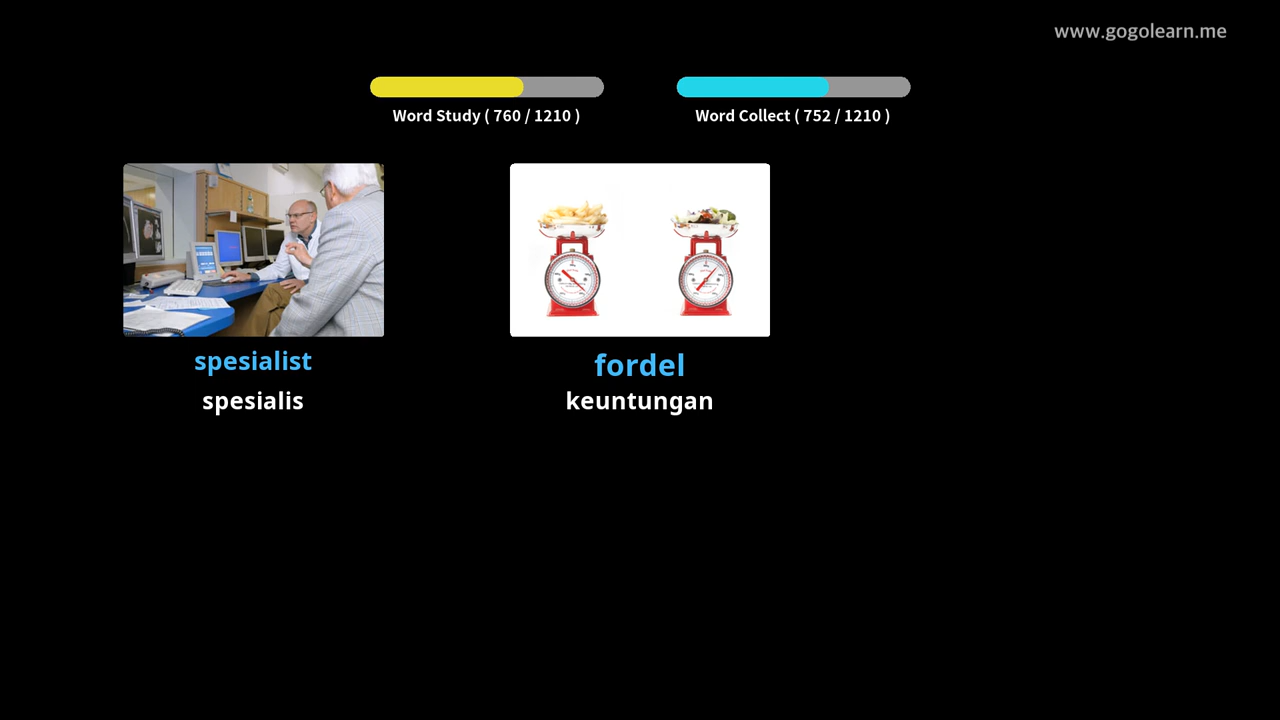 www.gogolearn.me
Word Study ( 760 / 1210 )
Word Collect ( 752 / 1210 )
spesialist
spesialis
fordel
keuntungan